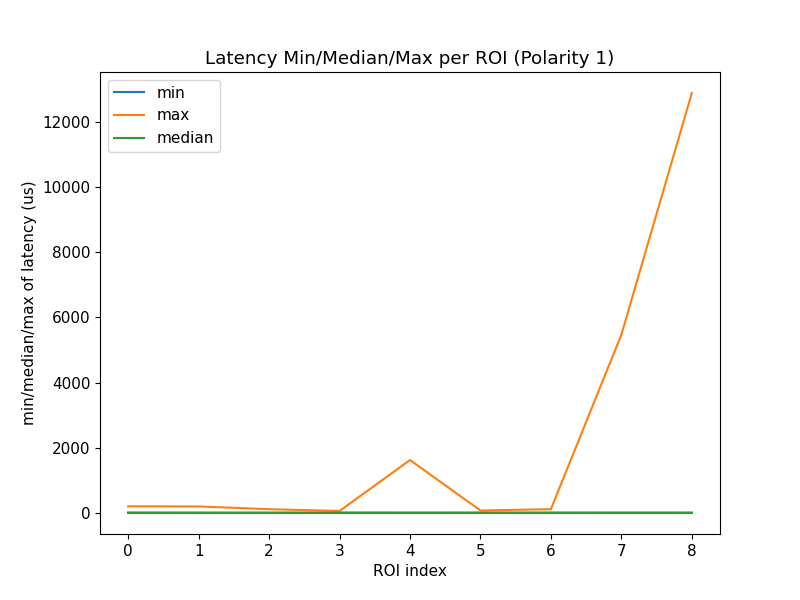 Latency Min/Median/Max per ROI (Polarity 1)
min
max
median
12000
10000
8000
6000
4000
2000
0
min/median/max of latency (us)
0 1 2 3 4 5 6 7 8
ROI index